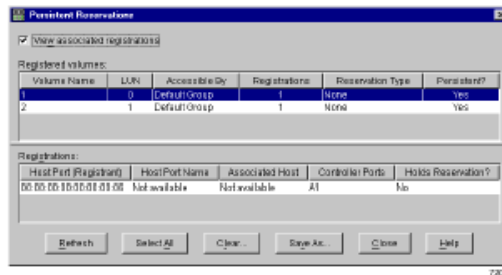 Persistent Reservations
View associated registrations
Registered volumes:
Volume Name LUN Accessible By Registrations Reservation Type Persistent?
1 0 Default Group 1 None Yes
2 1 Default Group 1 None Yes
Registrations:
Host Port (Registrant) Host Port Name Associated Host Controller Ports Holds Reservation?
Not available Not available All No
Refresh Select All Clear... Save As... Close Help